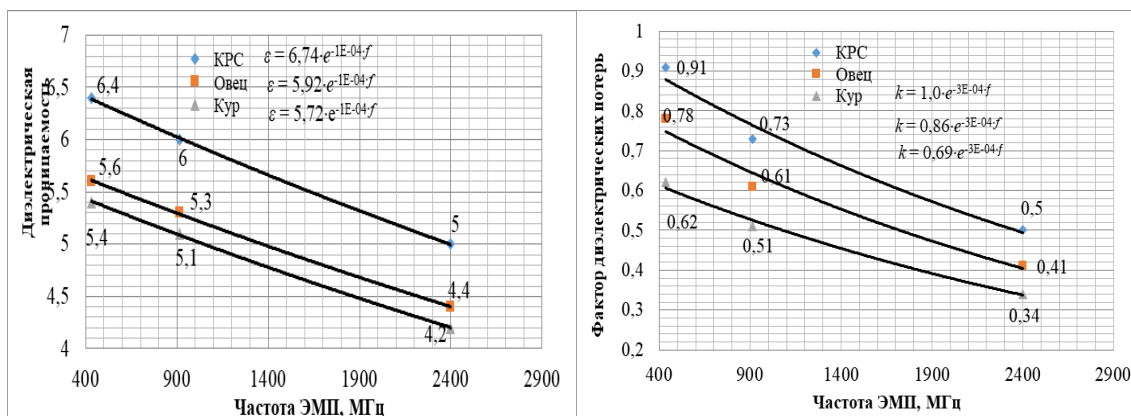 Диэлектрическая
проницаемость
7
6,5
6
5,5
5
4,5
4
КРС
Овец
Кур
ε = 6,74·e^-1E-04·f
ε = 5,92·e^-1E-04·f
ε = 5,72·e^-1E-04·f
6,4
6
5
5,6
5,3
4,4
5,4
5,1
4,2
400 900 1400 1900 2400 2900
Частота ЭМП, МГц
Фактор диэлектрических потерь
1
0,9
0,8
0,7
0,6
0,5
0,4
0,3
0,2
КРС
Овец
Кур
k = 1,0·e^-3E-04·f
k = 0,86·e^-3E-04·f
k = 0,69·e^-3E-04·f
0,91
0,73
0,5
0,78
0,61
0,41
0,62
0,51
0,34
400 900 1400 1900 2400 2900
Частота ЭМП, МГц